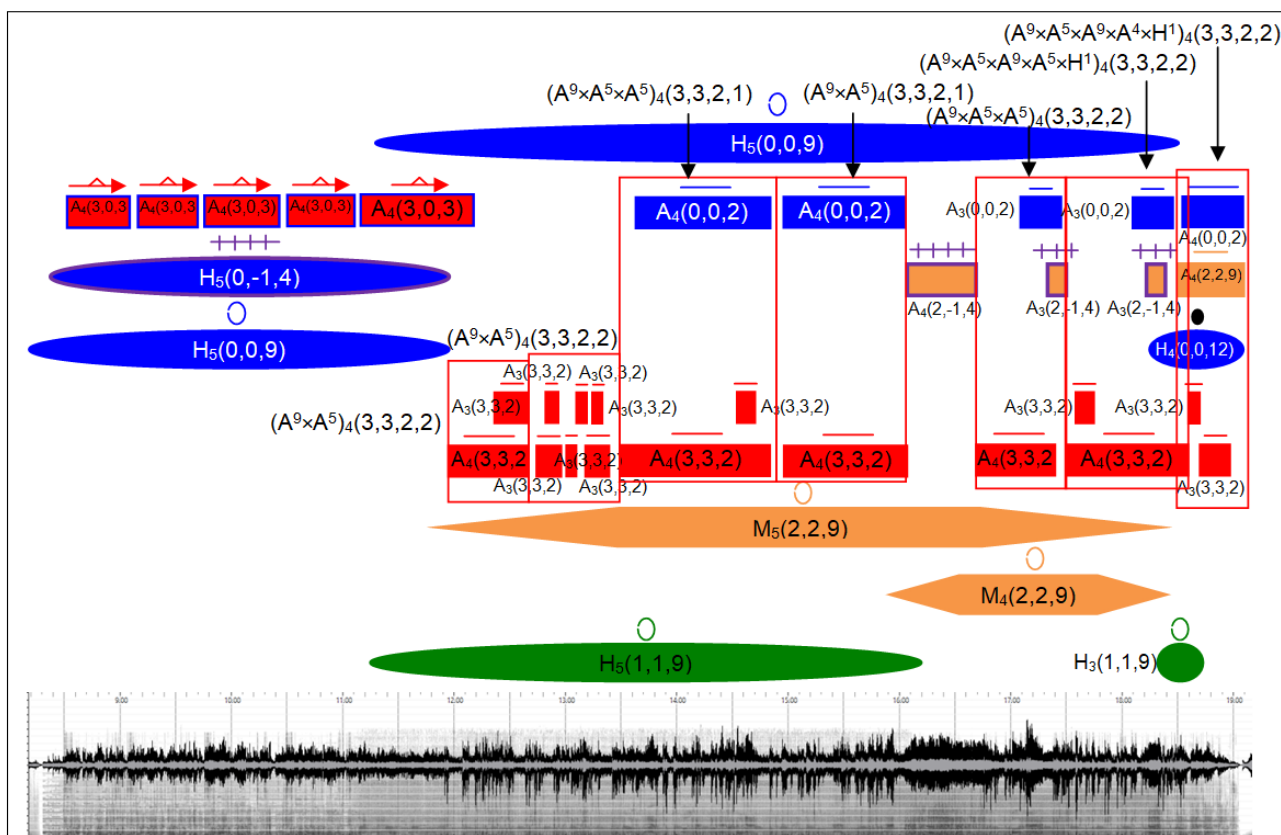 (A⁹×A⁵×A⁹×A⁴×H¹)₄(3,3,2,2)
(A⁹×A⁵×A⁹×A⁵×H¹)₄(3,3,2,2)
(A⁹×A⁵×A⁵)₄(3,3,2,1)
(A⁹×A⁵)₄(3,3,2,1)
(A⁹×A⁵×A⁵)₄(3,3,2,2)
H₅(0,0,9)
A₄(3,0,3
A₄(3,0,3)
A₄(3,0,3)
A₄(3,0,3)
A₄(3,0,3)
A₄(0,0,2)
A₄(0,0,2)
A₃(0,0,2)
A₃(0,0,2)
A₄(0,0,2)
H₅(0,-1,4)
A₄(2,2,9)
A₄(2,-1,4)
A₃(2,-1,4)
A₃(2,-1,4)
H₅(0,0,9)
H₄(0,0,12)
(A⁹×A⁵)₄(3,3,2,2)
A₃(3,3,2)
A₃(3,3,2)
A₃(3,3,2)
A₃(3,3,2)
A₃(3,3,2)
A₃(3,3,2)
A₃(3,3,2)
(A⁹×A⁵)₄(3,3,2,2)
A₄(3,3,2
A₃(3,3,2)
A₄(3,3,2)
A₄(3,3,2)
A₄(3,3,2
A₄(3,3,2)
A₃(3,3,2)
A₃(3,3,2)
A₃(3,3,2)
M₅(2,2,9)
M₄(2,2,9)
H₅(1,1,9)
H₃(1,1,9)
9:00 10:00 11:00 12:00 13:00 14:00 15:00 16:00 17:00 18:00 19:00